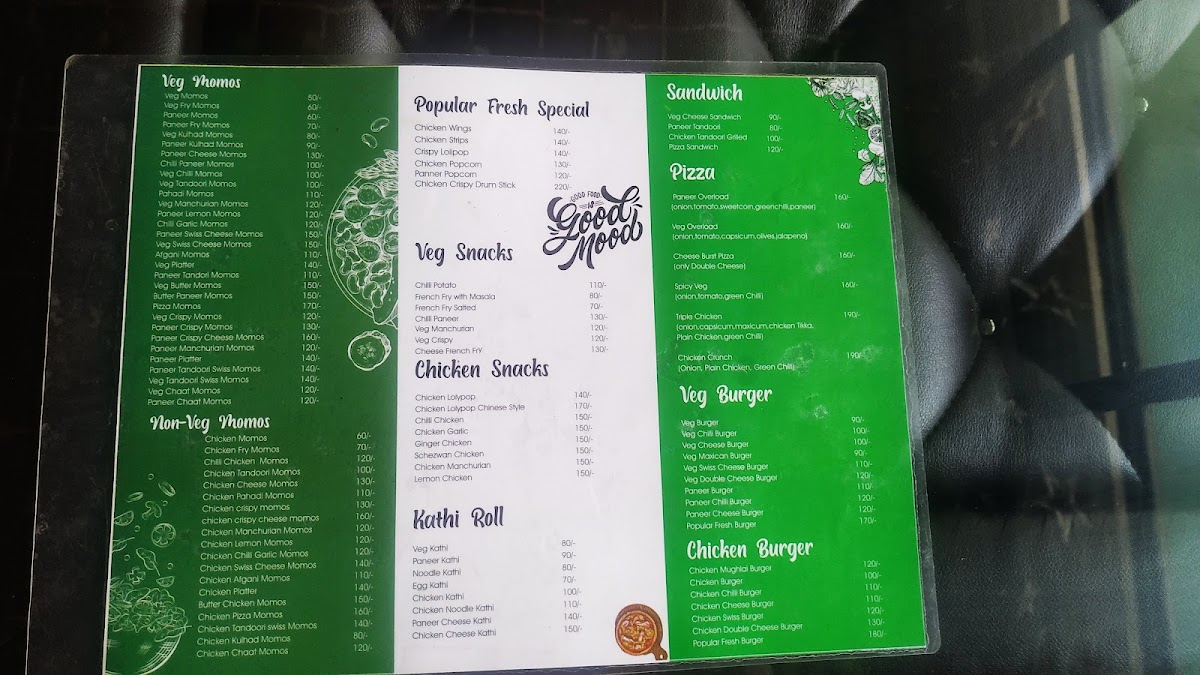 Veg Momos
Veg Momos 50/-
Veg Fry Momos 60/-
Paneer Momos 60/-
Paneer Fry Momos 70/-
Veg Kulhad Momos 80/-
Paneer Kulhad Momos 90/-
Paneer Cheese Momos 130/-
Chilli Paneer Momos 100/-
Veg Chilli Momos 100/-
Veg Tandoori Momos 100/-
Pahadi Momos 110/-
Veg Manchurian Momos 120/-
Paneer Lemon Momos 120/-
Chilli Garlic Momos 120/-
Paneer Swiss Cheese Momos 150/-
Veg Swiss Cheese Momos 150/-
Afgani Momos 110/-
Veg Platter 140/-
Paneer Tandori Momos 110/-
Veg Butter Momos 150/-
Butter Paneer Momos 150/-
Pizza Momos 170/-
Veg Crispy Momos 120/-
Paneer Crispy Momos 130/-
Paneer Crispy Cheese Momos 160/-
Paneer Manchurian Momos 120/-
Paneer Platter 140/-
Paneer Tandoori Swiss Momos 140/-
Veg Tandoori Swiss Momos 140/-
Veg Chaat Momos 120/-
Paneer Chaat Momos 120/-
Non-Veg Momos
Chicken Momos 60/-
Chicken Fry Momos 70/-
Chilli Chicken Momos 120/-
Chicken Tandoori Momos 100/-
Chicken Cheese Momos 130/-
Chicken Pahadi Momos 110/-
Chicken crispy momos 130/-
chicken crispy cheese momos 160/-
Chicken Manchurian Momos 120/-
Chicken Lemon Momos 120/-
Chicken Chilli Garlic Momos 120/-
Chicken Swiss Cheese Momos 140/-
Chicken Afgani Momos 110/-
Chicken Platter 140/-
Butter Chicken Momos 150/-
Chicken Pizza Momos 160/-
Chicken Tandoori swiss Momos 140/-
Chicken Kulhad Momos 80/-
Chicken Chaat Momos 120/-
Popular Fresh Special
Chicken Wings 140/-
Chicken Strips 140/-
Crispy Lolipop 140/-
Chicken Popcorn 130/-
Panner Popcorn 120/-
Chicken Crispy Drum Stick 220/-
GOOD FOOD
IS
Good
Mood
Veg Snacks
Chilli Potato 110/-
French Fry with Masala 80/-
French Fry Salted 70/-
Chilli Paneer 130/-
Veg Manchurian 120/-
Veg Crispy 120/-
Cheese French FRY 130/-
Chicken Snacks
Chicken Lolypop 140/-
Chicken Lolypop Chinese Style 170/-
Chilli Chicken 150/-
Chicken Garlic 150/-
Ginger Chicken 150/-
Schezwan Chicken 150/-
Chicken Manchurian 150/-
Lemon Chicken 150/-
Kathi Roll
Veg Kathi 80/-
Paneer Kathi 90/-
Noodle Kathi 80/-
Egg Kathi 70/-
Chicken Kathi 100/-
Chicken Noodle Kathi 110/-
Paneer Cheese Kathi 140/-
Chicken Cheese Kathi 150/-
Sandwich
Veg Cheese Sandwich 90/-
Paneer Tandoori 80/-
Chicken Tandoori Grilled 100/-
Pizza Sandwich 120/-
Pizza
Paneer Overload 160/-
(onion,tomato,sweetcorn,greenchilli,paneer)
Veg Overload 160/-
(onion,tomato,capsicum,olives,jalapeno)
Cheese Burst Pizza 160/-
(only Double Cheese)
Spicy Veg 160/-
(onion,tomato,green Chilli)
Triple Chicken 190/-
(onion,capsicum,maxicum,chicken Tikka,
Plain Chicken,green Chilli)
Chicken Crunch 190/-
(Onion, Plain Chicken, Green Chilli)
Veg Burger
Veg Burger 90/-
Veg Chilli Burger 100/-
Veg Cheese Burger 100/-
Veg Maxican Burger 90/-
Veg Swiss Cheese Burger 110/-
Veg Double Cheese Burger 120/-
Paneer Burger 110/-
Paneer Chilli Burger 120/-
Paneer Cheese Burger 120/-
Popular Fresh Burger 170/-
Chicken Burger
Chicken Mughlai Burger 120/-
Chicken Burger 100/-
Chicken Chilli Burger 110/-
Chicken Cheese Burger 110/-
Chicken Swiss Burger 120/-
Chicken Double Cheese Burger 130/-
Popular Fresh Burger 180/-